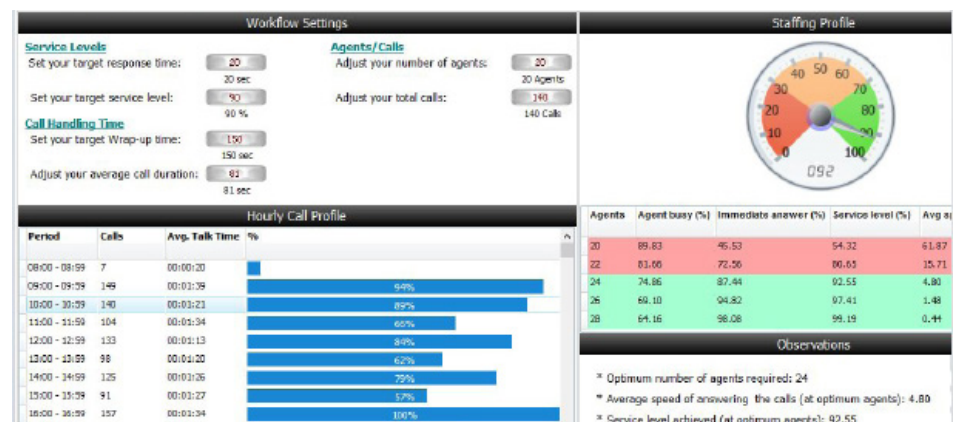 Workflow Settings
Service Levels
Set your target response time: 20
20 sec
Set your target service level: 90
90 %
Call Handling Time
Set your target Wrap-up time: 150
150 sec
Adjust your average call duration: 81
81 sec
Agents/Calls
Adjust your number of agents: 20
20 Agents
Adjust your total calls: 140
140 Calls
Staffing Profile
0 10 20 30 40 50 60 70 80 90 100
092
Hourly Call Profile
Period Calls Avg. Talk Time %
08:00 - 08:59 7 00:00:20
09:00 - 09:59 149 00:01:39 94%
10:00 - 10:59 140 00:01:21 89%
11:00 - 11:59 104 00:01:34 66%
12:00 - 12:59 133 00:01:13 84%
13:00 - 13:59 98 00:01:20 62%
14:00 - 14:59 125 00:01:26 79%
15:00 - 15:59 91 00:01:27 57%
16:00 - 16:59 157 00:01:34 100%
Agents Agent busy (%) Immediate answer (%) Service level (%) Avg
20 89.83 45.53 54.32 61.87
22 81.66 72.56 80.65 15.71
24 74.86 87.44 92.55 4.80
26 69.10 94.82 97.41 1.48
28 64.16 98.08 99.19 0.44
Observations
* Optimum number of agents required: 24
* Average speed of answering the calls (at optimum agents): 4.80
* Service level achieved (at optimum agents): 92.55